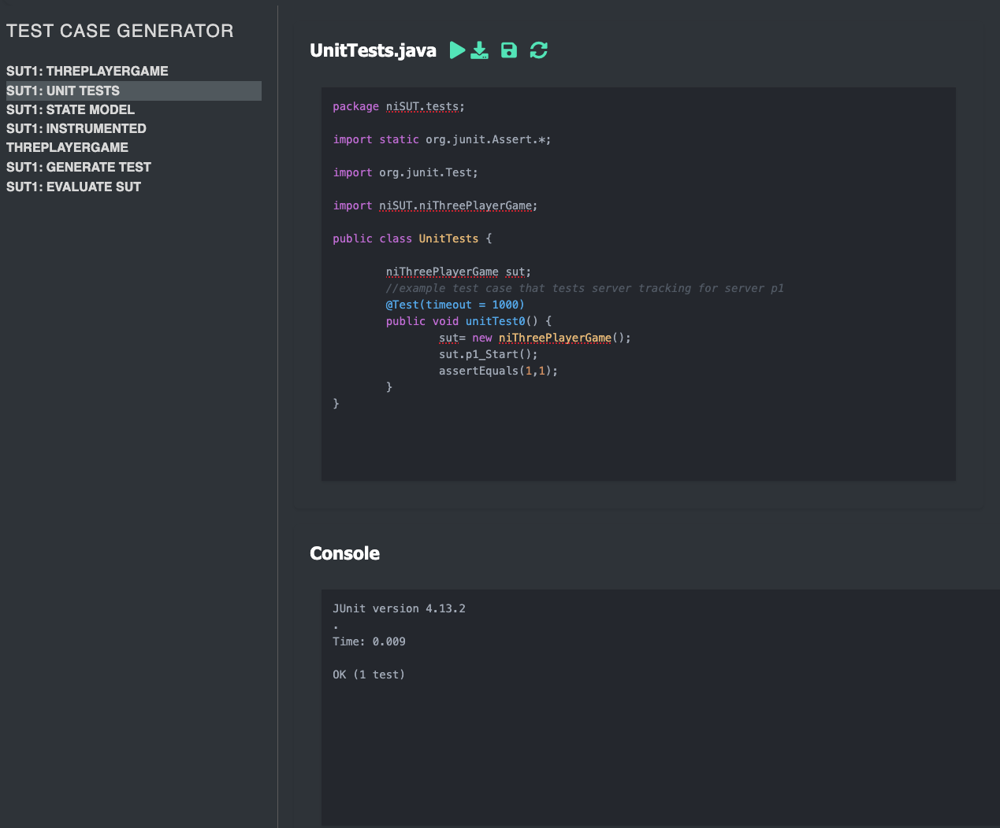 TEST CASE GENERATOR
SUT1: THREPLAYERGAME
SUT1: UNIT TESTS
SUT1: STATE MODEL
SUT1: INSTRUMENTED
THREPLAYERGAME
SUT1: GENERATE TEST
SUT1: EVALUATE SUT
UnitTests.java
package niSUT.tests;
import static org.junit.Assert.*;
import org.junit.Test;
import niSUT.niThreePlayerGame;
public class UnitTests {
niThreePlayerGame sut;
//example test case that tests server tracking for server p1
@Test(timeout = 1000)
public void unitTest0() {
sut= new niThreePlayerGame();
sut.p1_Start();
assertEquals(1,1);
}
}
Console
JUnit version 4.13.2
.
Time: 0.009
OK (1 test)